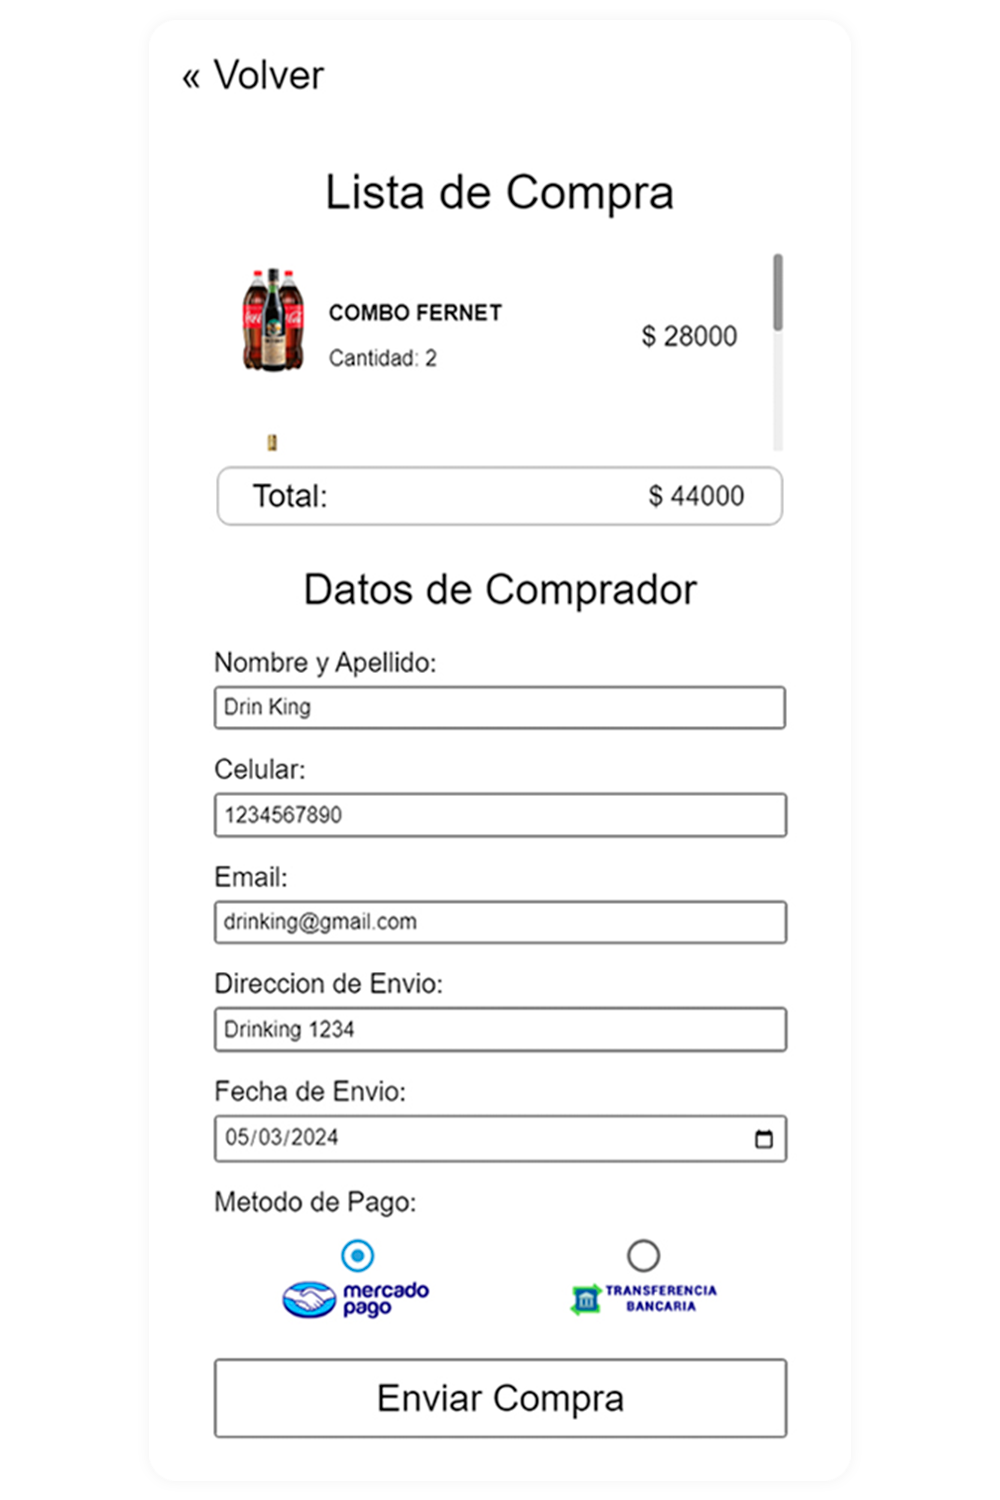 « Volver
Lista de Compra
COMBO FERNET
Cantidad: 2
$ 28000
Total:
$ 44000
Datos de Comprador
Nombre y Apellido:
Drin King
Celular:
1234567890
Email:
drinking@gmail.com
Direccion de Envio:
Drinking 1234
Fecha de Envio:
05/03/2024
Metodo de Pago:
mercado
pago
TRANSFERENCIA
BANCARIA
Enviar Compra